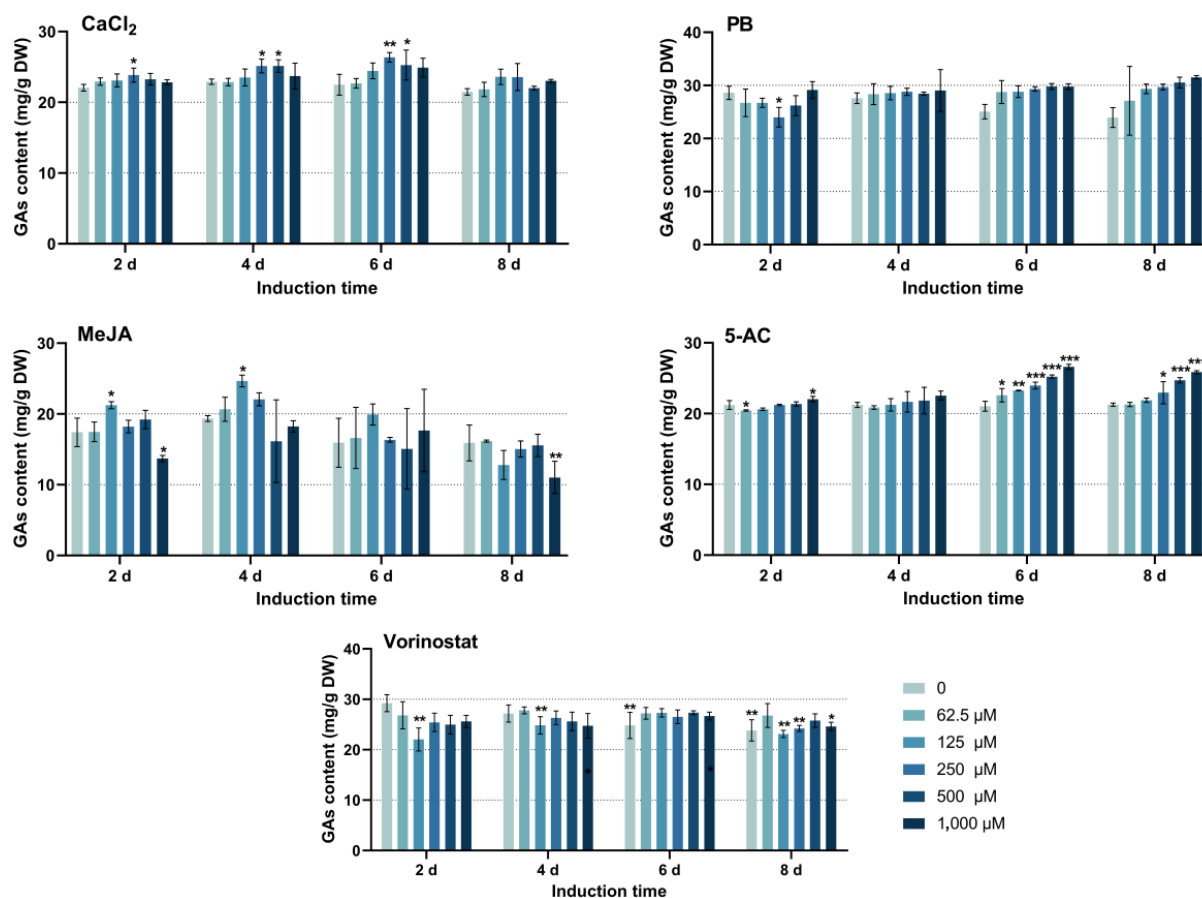 CaCl₂
GAs content (mg/g DW)
30
20
10
0
* * * ** *
2 d 4 d 6 d 8 d
Induction time
PB
GAs content (mg/g DW)
40
30
20
10
0
*
2 d 4 d 6 d 8 d
Induction time
MeJA
GAs content (mg/g DW)
30
20
10
0
* * * **
2 d 4 d 6 d 8 d
Induction time
5-AC
GAs content (mg/g DW)
30
20
10
0
* * * ** *** *** *** * *** ***
2 d 4 d 6 d 8 d
Induction time
Vorinostat
GAs content (mg/g DW)
40
30
20
10
0
** ** * ** * ** ** ** *
2 d 4 d 6 d 8 d
Induction time
0
62.5 μM
125 μM
250 μM
500 μM
1,000 μM